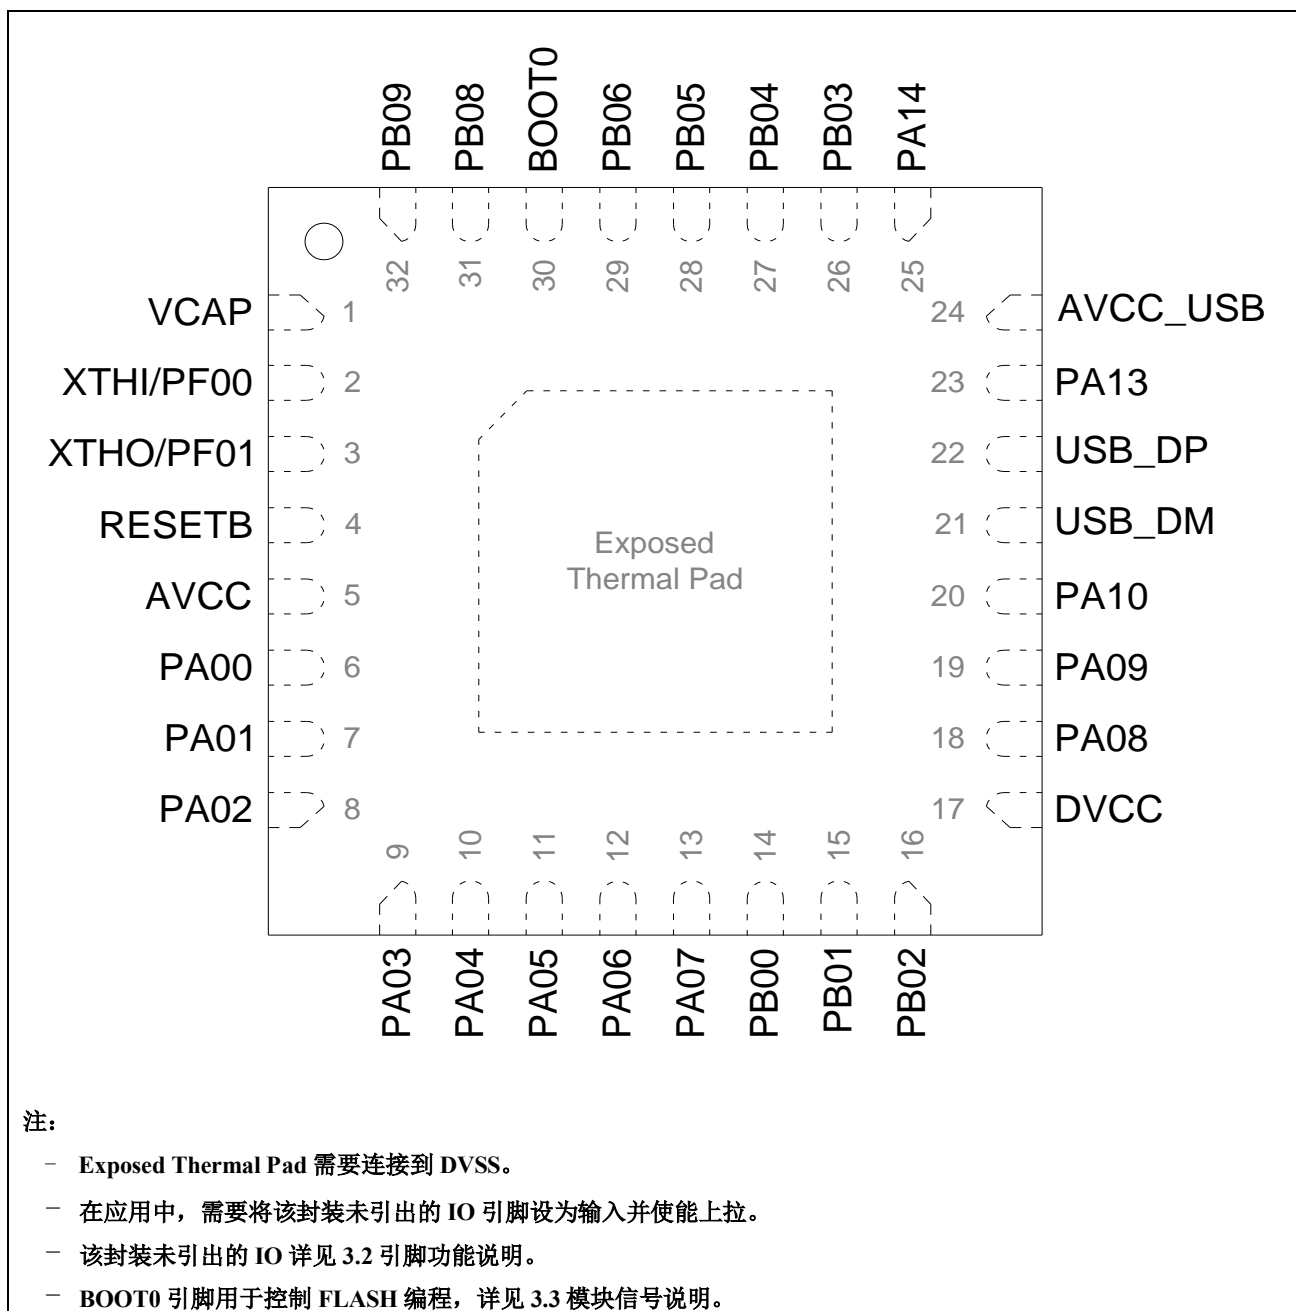 PB09
PB08
BOOT0
PB06
PB05
PB04
PB03
PA14
32
31
30
29
28
27
26
25
VCAP 1
XTHI/PF00 2
XTHO/PF01 3
RESETB 4
AVCC 5
PA00 6
PA01 7
PA02 8
24 AVCC_USB
23 PA13
22 USB_DP
21 USB_DM
20 PA10
19 PA09
18 PA08
17 DVCC
Exposed
Thermal Pad
9
10
11
12
13
14
15
16
PA03
PA04
PA05
PA06
PA07
PB00
PB01
PB02
注：
－ Exposed Thermal Pad 需要连接到 DVSS。
－ 在应用中，需要将该封装未引出的 IO 引脚设为输入并使能上拉。
－ 该封装未引出的 IO 详见 3.2 引脚功能说明。
－ BOOT0 引脚用于控制 FLASH 编程，详见 3.3 模块信号说明。